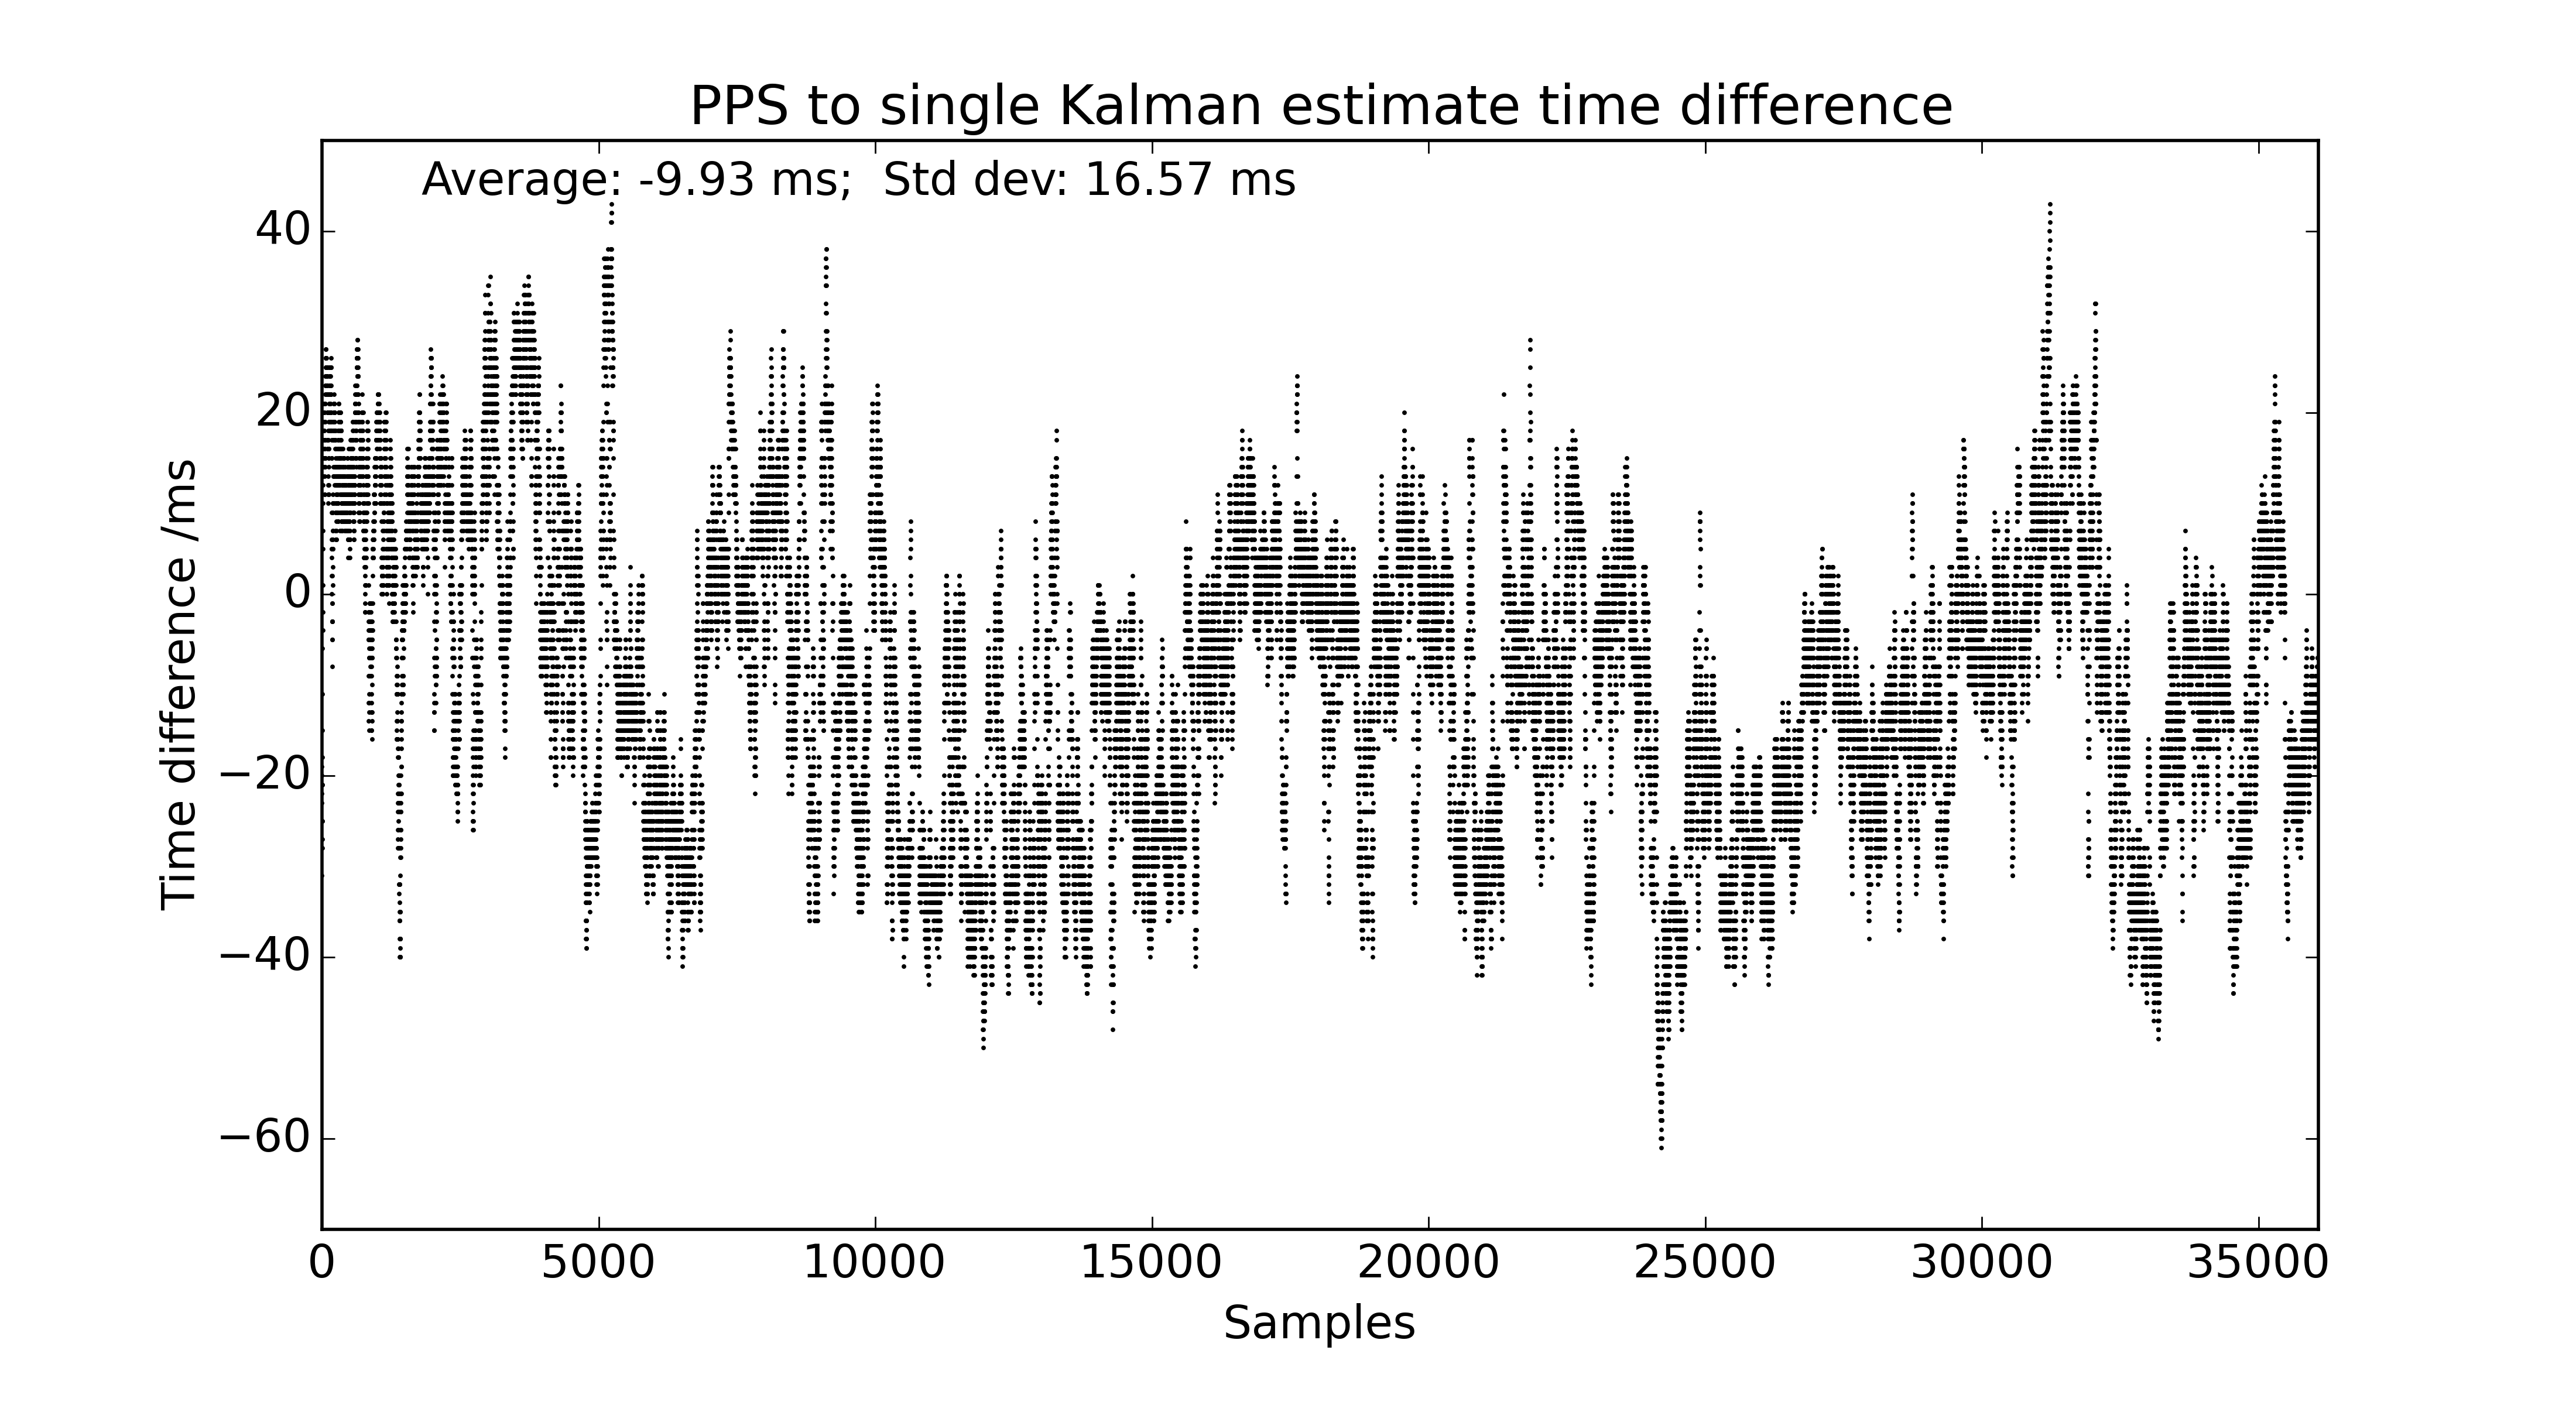 PPS to single Kalman estimate time difference
Average: -9.93 ms;  Std dev: 16.57 ms
Time difference /ms
40
20
0
−20
−40
−60
0 5000 10000 15000 20000 25000 30000 35000
Samples